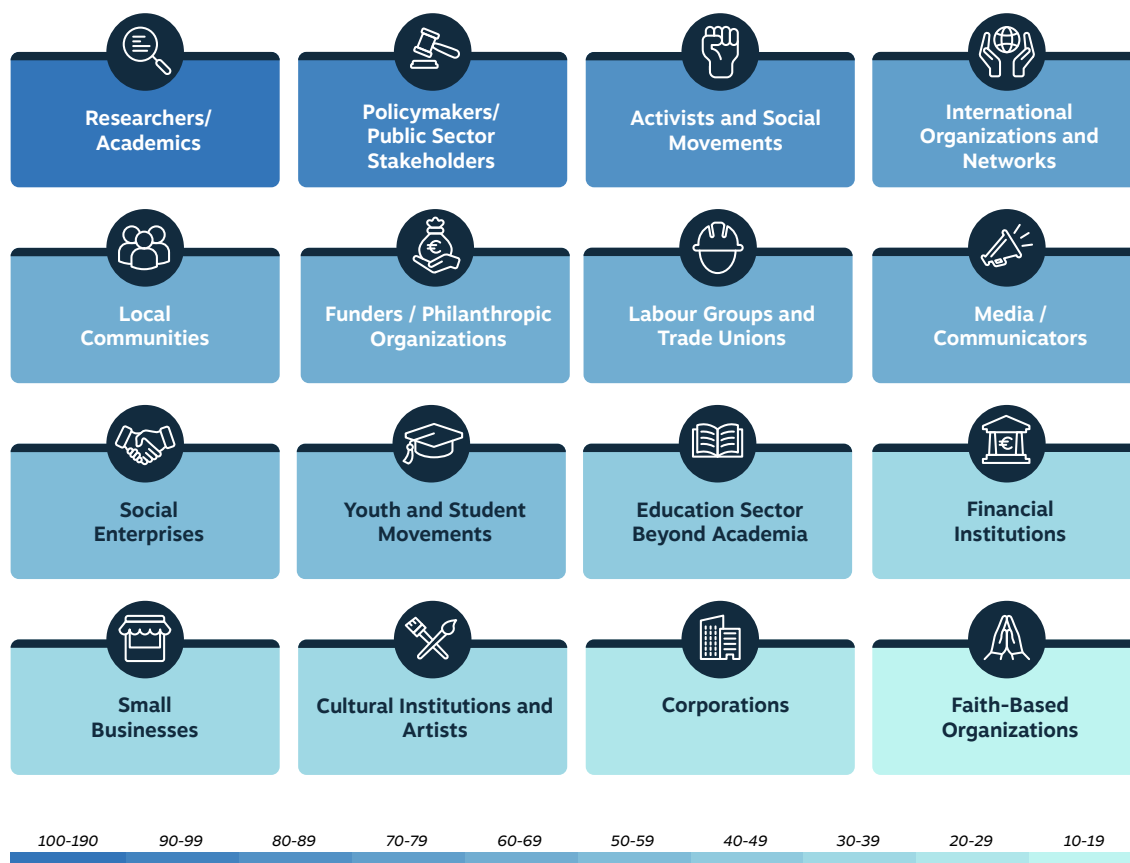 Researchers/
Academics
Policymakers/
Public Sector
Stakeholders
Activists and Social
Movements
International
Organizations and
Networks
Local
Communities
€
Funders / Philanthropic
Organizations
Labour Groups and
Trade Unions
Media /
Communicators
Social
Enterprises
Youth and Student
Movements
Education Sector
Beyond Academia
€
Financial
Institutions
Small
Businesses
Cultural Institutions and
Artists
Corporations
Faith-Based
Organizations
100-190 90-99 80-89 70-79 60-69 50-59 40-49 30-39 20-29 10-19